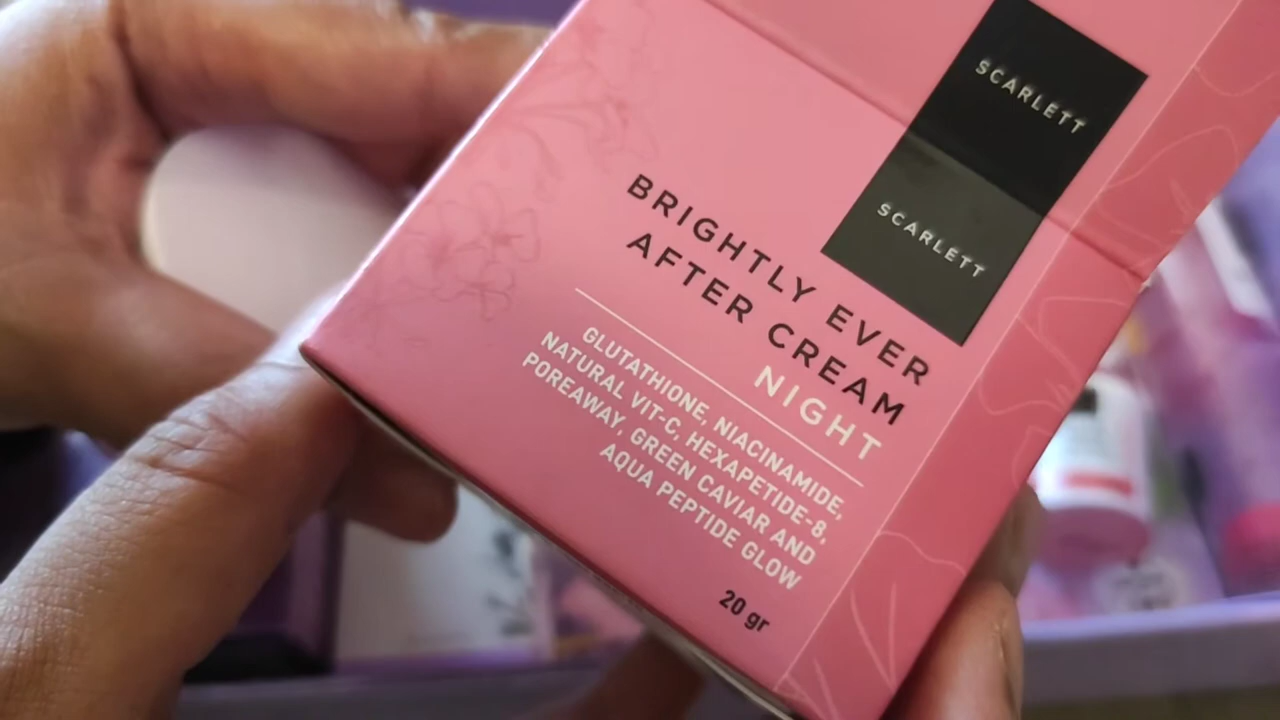 SCARLETT
SCARLETT
BRIGHTLY EVER
AFTER CREAM
NIGHT
GLUTATHIONE, NIACINAMIDE,
NATURAL VIT-C, HEXAPETIDE-8,
POREAWAY, GREEN CAVIAR AND
AQUA PEPTIDE GLOW
20 gr